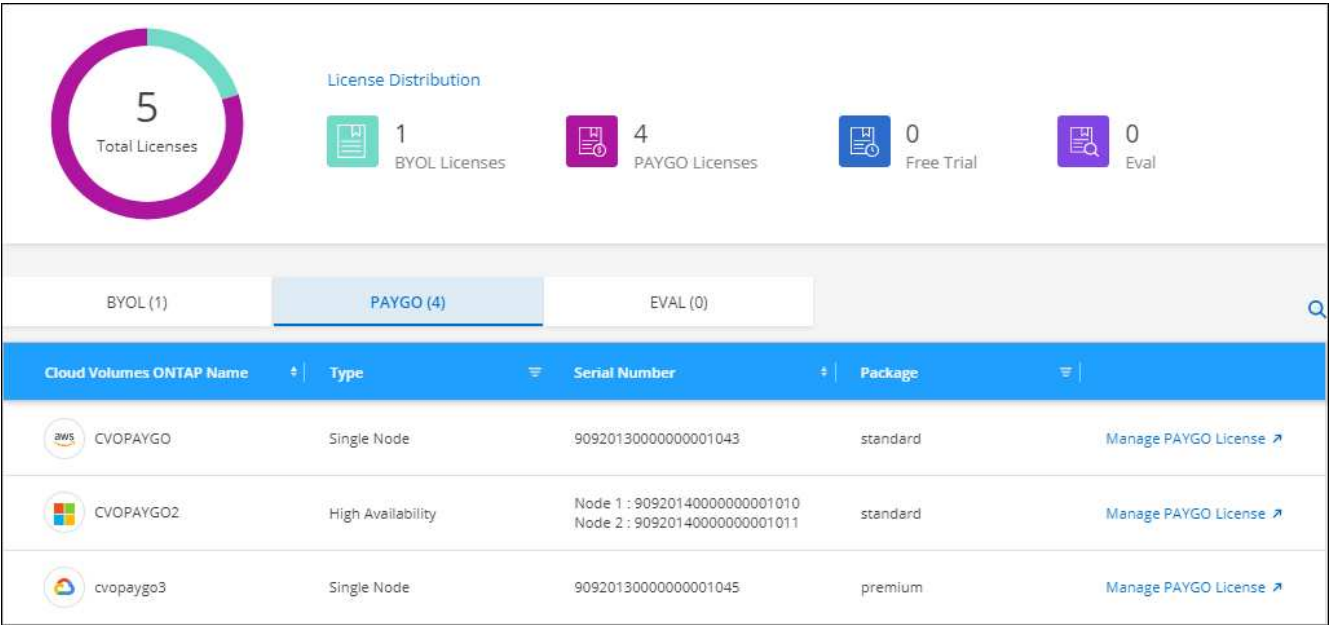 5
Total Licenses
License Distribution
1
BYOL Licenses
4
PAYGO Licenses
0
Free Trial
0
Eval
BYOL (1)
PAYGO (4)
EVAL (0)
Cloud Volumes ONTAP Name
Type
Serial Number
Package
aws
CVOPAYGO
Single Node
90920130000000001043
standard
Manage PAYGO License
CVOPAYGO2
High Availability
Node 1 : 90920140000000001010
Node 2 : 90920140000000001011
standard
Manage PAYGO License
cvopaygo3
Single Node
90920130000000001045
premium
Manage PAYGO License